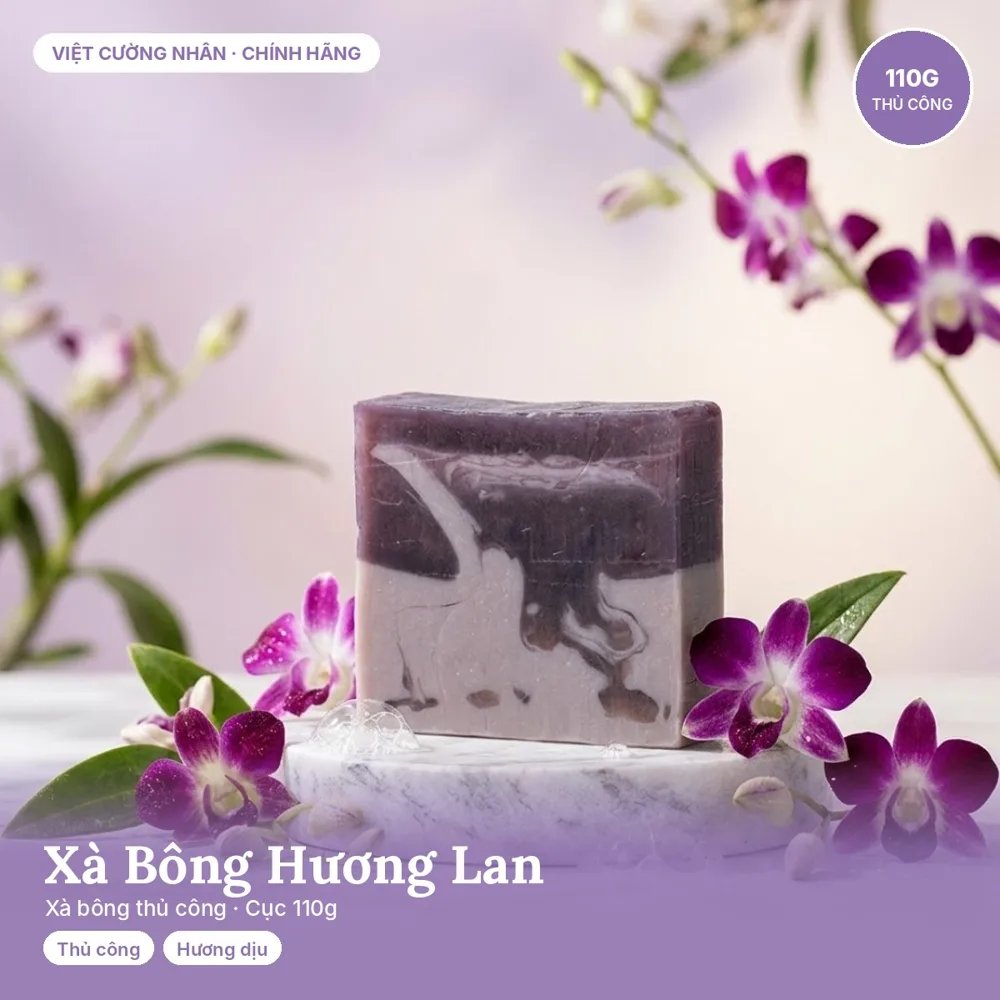 VIỆT CƯỜNG NHÂN · CHÍNH HÃNG
110G
THỦ CÔNG
Xà Bông Hương Lan
Xà bông thủ công · Cục 110g
Thủ công
Hương dịu